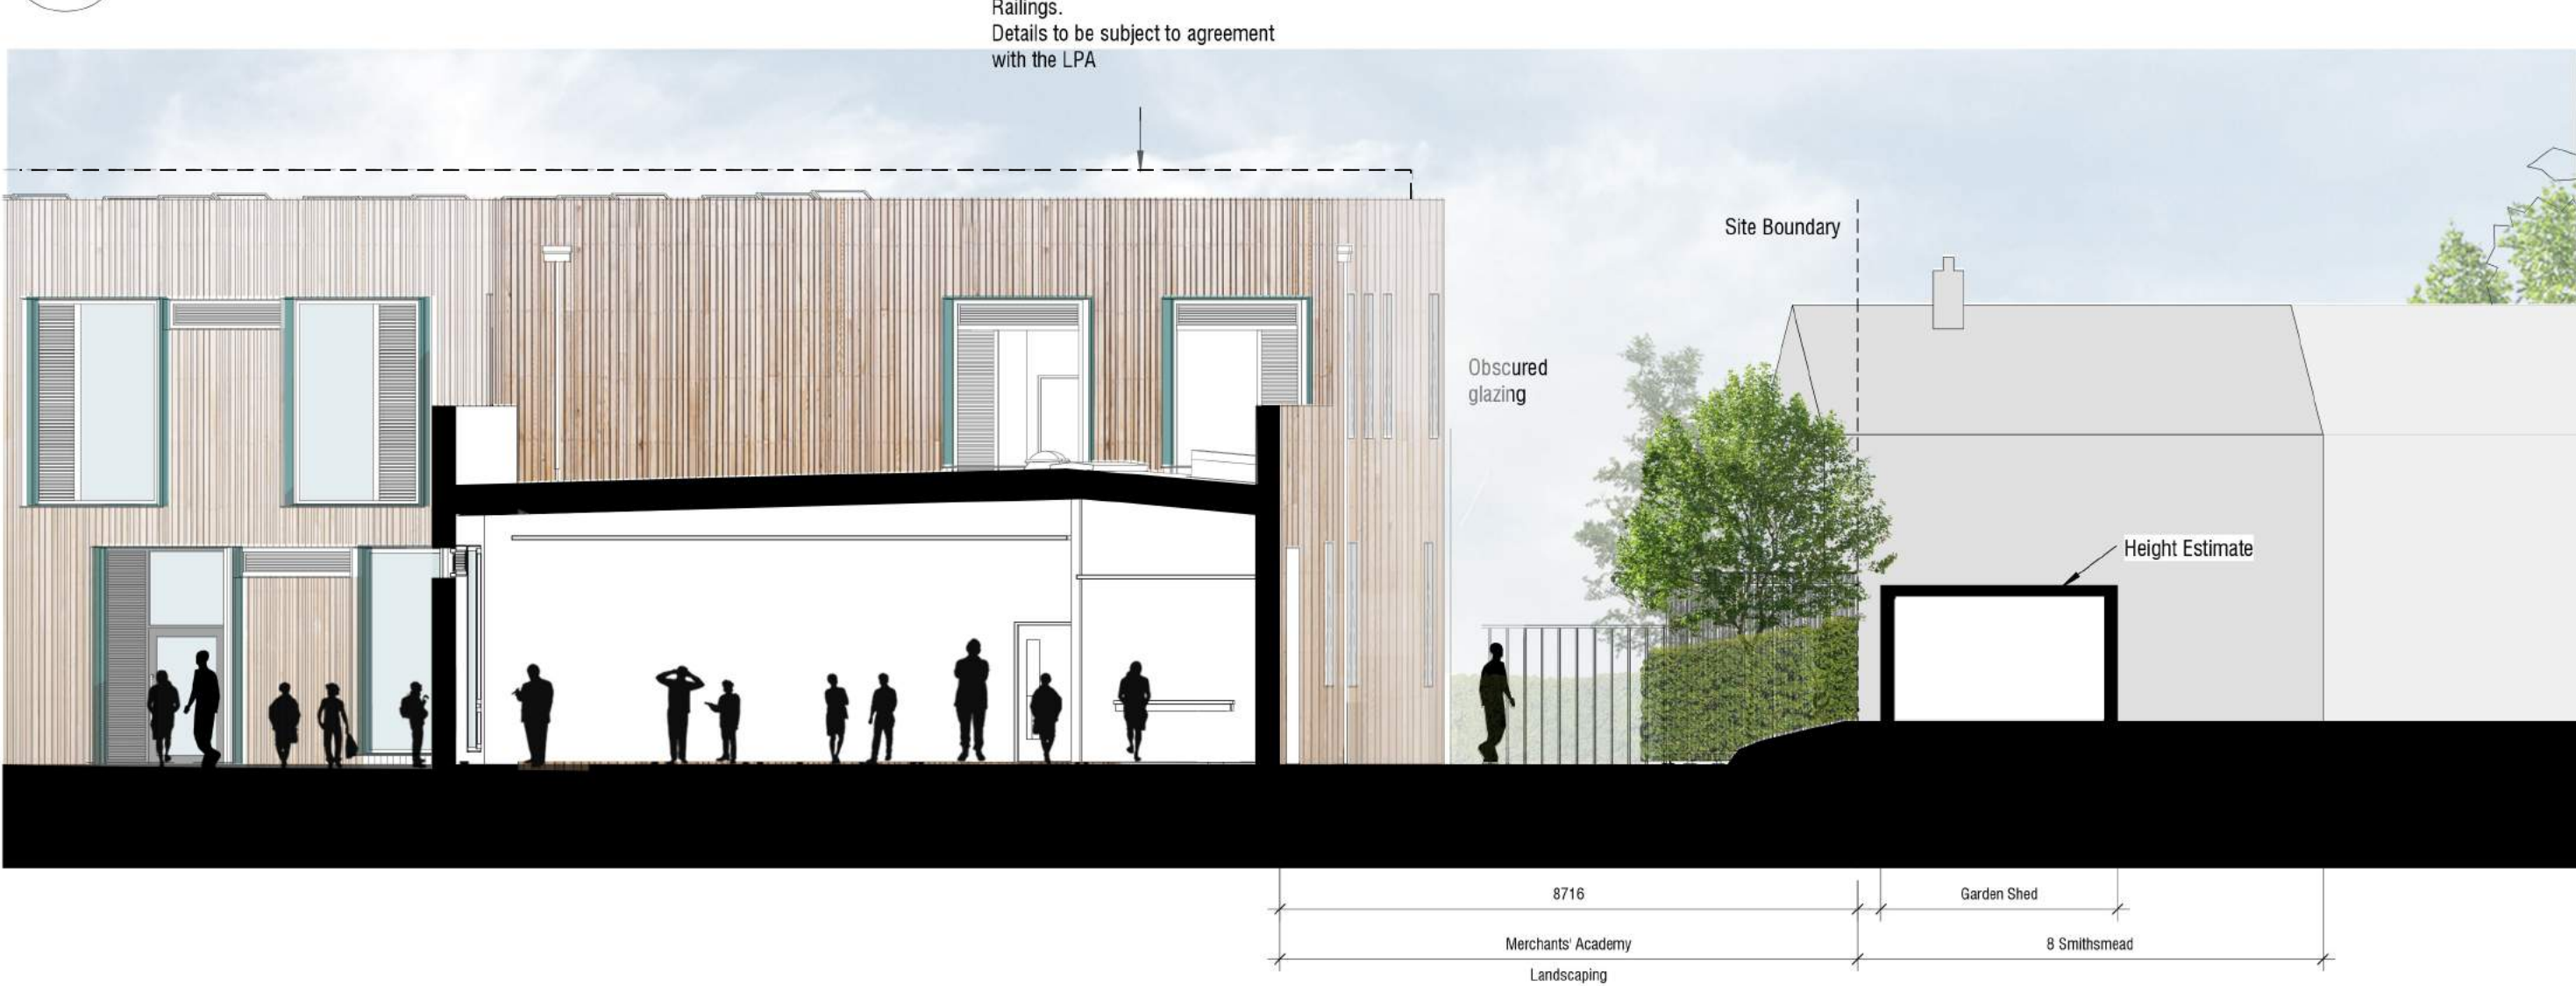 Railings.
Details to be subject to agreement
with the LPA
Site Boundary
Obscured
glazing
Height Estimate
8716
Garden Shed
Merchants' Academy
8 Smithsmead
Landscaping